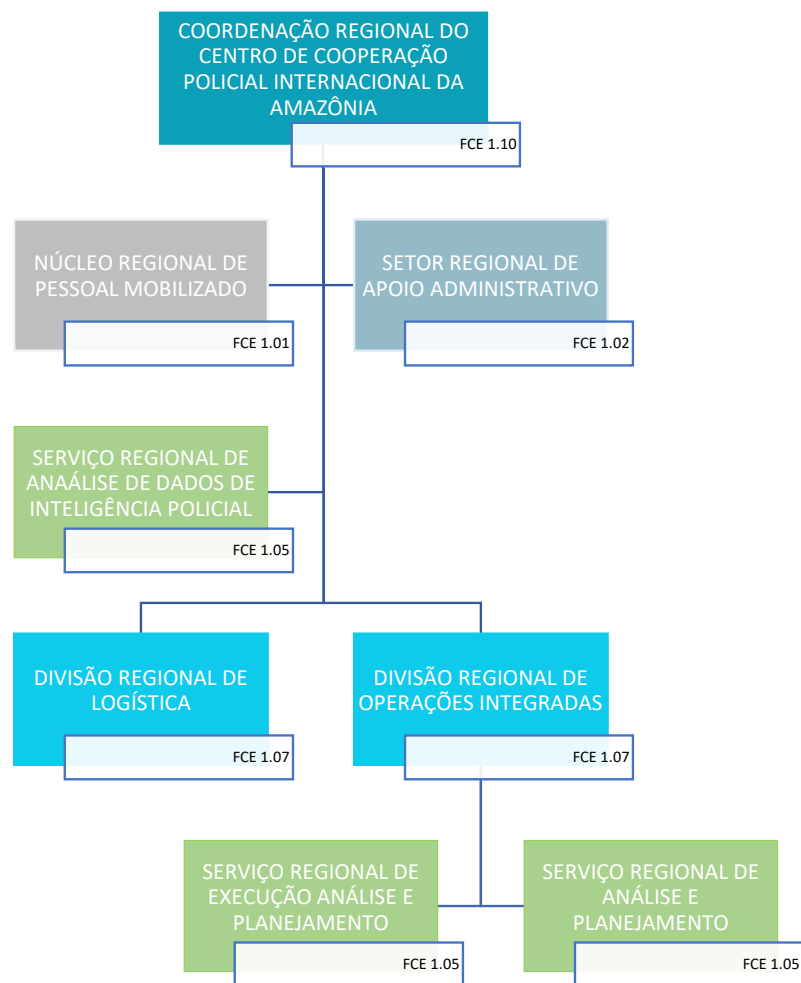 COORDENAÇÃO REGIONAL DO
CENTRO DE COOPERAÇÃO
POLICIAL INTERNACIONAL DA
AMAZÔNIA
FCE 1.10
NÚCLEO REGIONAL DE
PESSOAL MOBILIZADO
FCE 1.01
SETOR REGIONAL DE
APOIO ADMINISTRATIVO
FCE 1.02
SERVIÇO REGIONAL DE
ANAÁLISE DE DADOS DE
INTELIGÊNCIA POLICIAL
FCE 1.05
DIVISÃO REGIONAL DE
LOGÍSTICA
FCE 1.07
DIVISÃO REGIONAL DE
OPERAÇÕES INTEGRADAS
FCE 1.07
SERVIÇO REGIONAL DE
EXECUÇÃO ANÁLISE E
PLANEJAMENTO
FCE 1.05
SERVIÇO REGIONAL DE
ANÁLISE E
PLANEJAMENTO
FCE 1.05